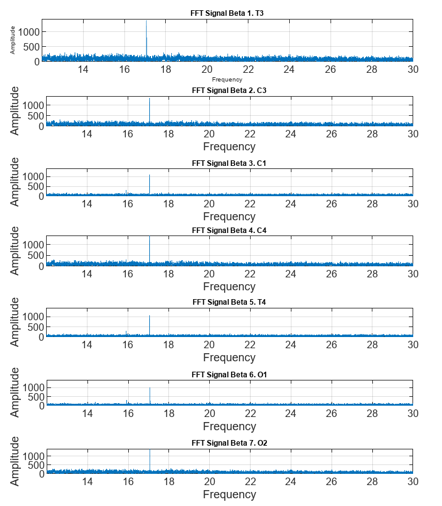 FFT Signal Beta 1. T3
Amplitude
1000
500
0
14 16 18 20 22 24 26 28 30
Frequency
FFT Signal Beta 2. C3
Amplitude
1000
500
0
14 16 18 20 22 24 26 28 30
Frequency
FFT Signal Beta 3. C1
Amplitude
1000
500
0
14 16 18 20 22 24 26 28 30
Frequency
FFT Signal Beta 4. C4
Amplitude
1000
500
0
14 16 18 20 22 24 26 28 30
Frequency
FFT Signal Beta 5. T4
Amplitude
1000
500
0
14 16 18 20 22 24 26 28 30
Frequency
FFT Signal Beta 6. O1
Amplitude
1000
500
0
14 16 18 20 22 24 26 28 30
Frequency
FFT Signal Beta 7. O2
Amplitude
1000
500
0
14 16 18 20 22 24 26 28 30
Frequency